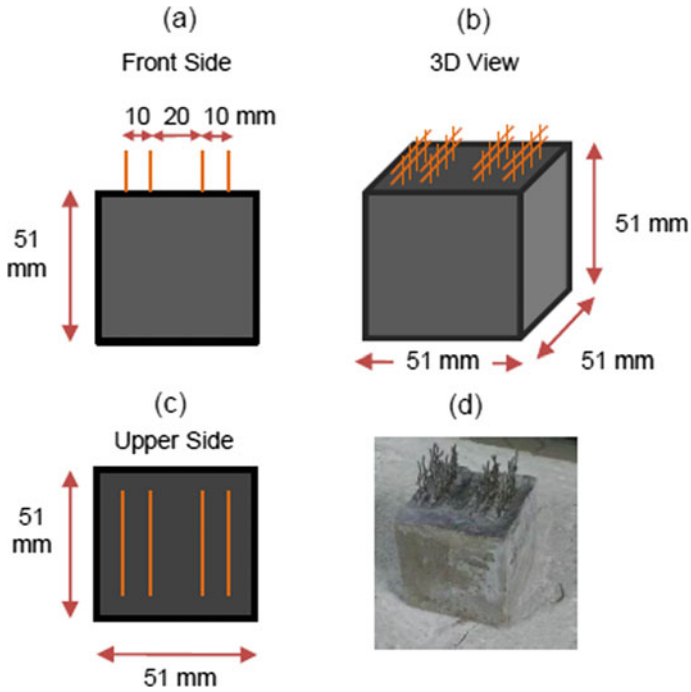 (a)
Front Side
10 20 10 mm
51
mm
(b)
3D View
51 mm
51 mm
51 mm
(c)
Upper Side
51
mm
51 mm
(d)